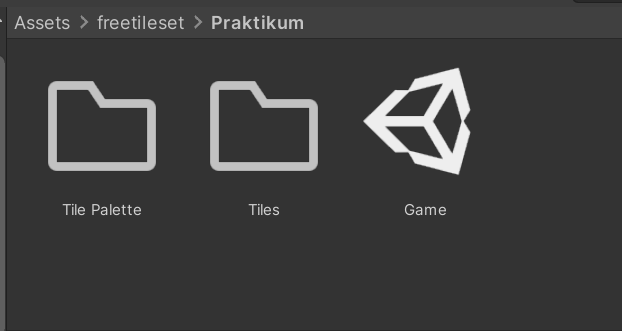 Assets > freetileset > Praktikum
Tile Palette Tiles Game